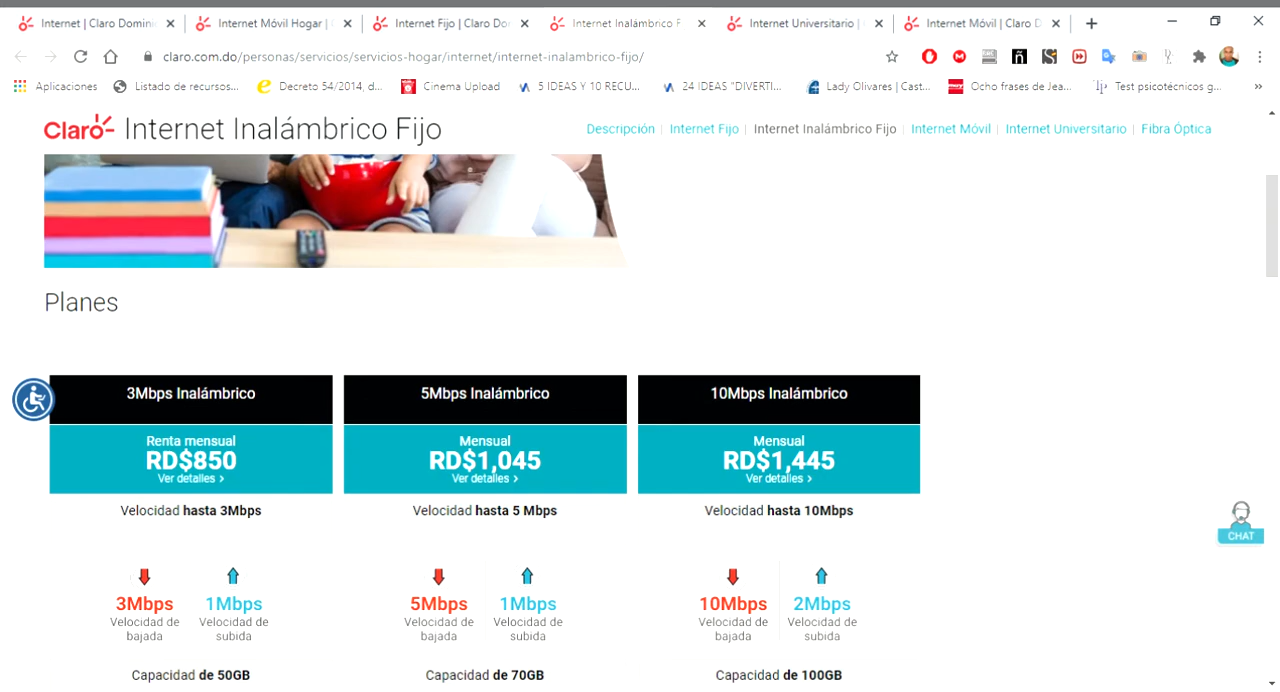 Internet | Claro Domini
Internet Móvil Hogar |
Internet Fijo | Claro Do
Internet Inalámbrico F
Internet Universitario |
Internet Móvil | Claro D
claro.com.do/personas/servicios/servicios-hogar/internet/internet-inalambrico-fijo/
Aplicaciones
Listado de recursos...
Decreto 54/2014, d...
Cinema Upload
5 IDEAS Y 10 RECU...
24 IDEAS "DIVERTI...
Lady Olivares | Cast...
Ocho frases de Jea...
Test psicotécnicos g...
Claro Internet Inalámbrico Fijo
Descripción | Internet Fijo | Internet Inalámbrico Fijo | Internet Móvil | Internet Universitario | Fibra Óptica
Planes
3Mbps Inalámbrico
Renta mensual
RD$850
Ver detalles >
Velocidad hasta 3Mbps
3Mbps
Velocidad de
bajada
1Mbps
Velocidad de
subida
Capacidad de 50GB
5Mbps Inalámbrico
Mensual
RD$1,045
Ver detalles >
Velocidad hasta 5 Mbps
5Mbps
Velocidad de
bajada
1Mbps
Velocidad de
subida
Capacidad de 70GB
10Mbps Inalámbrico
Mensual
RD$1,445
Ver detalles >
Velocidad hasta 10Mbps
10Mbps
Velocidad de
bajada
2Mbps
Velocidad de
subida
Capacidad de 100GB
CHAT